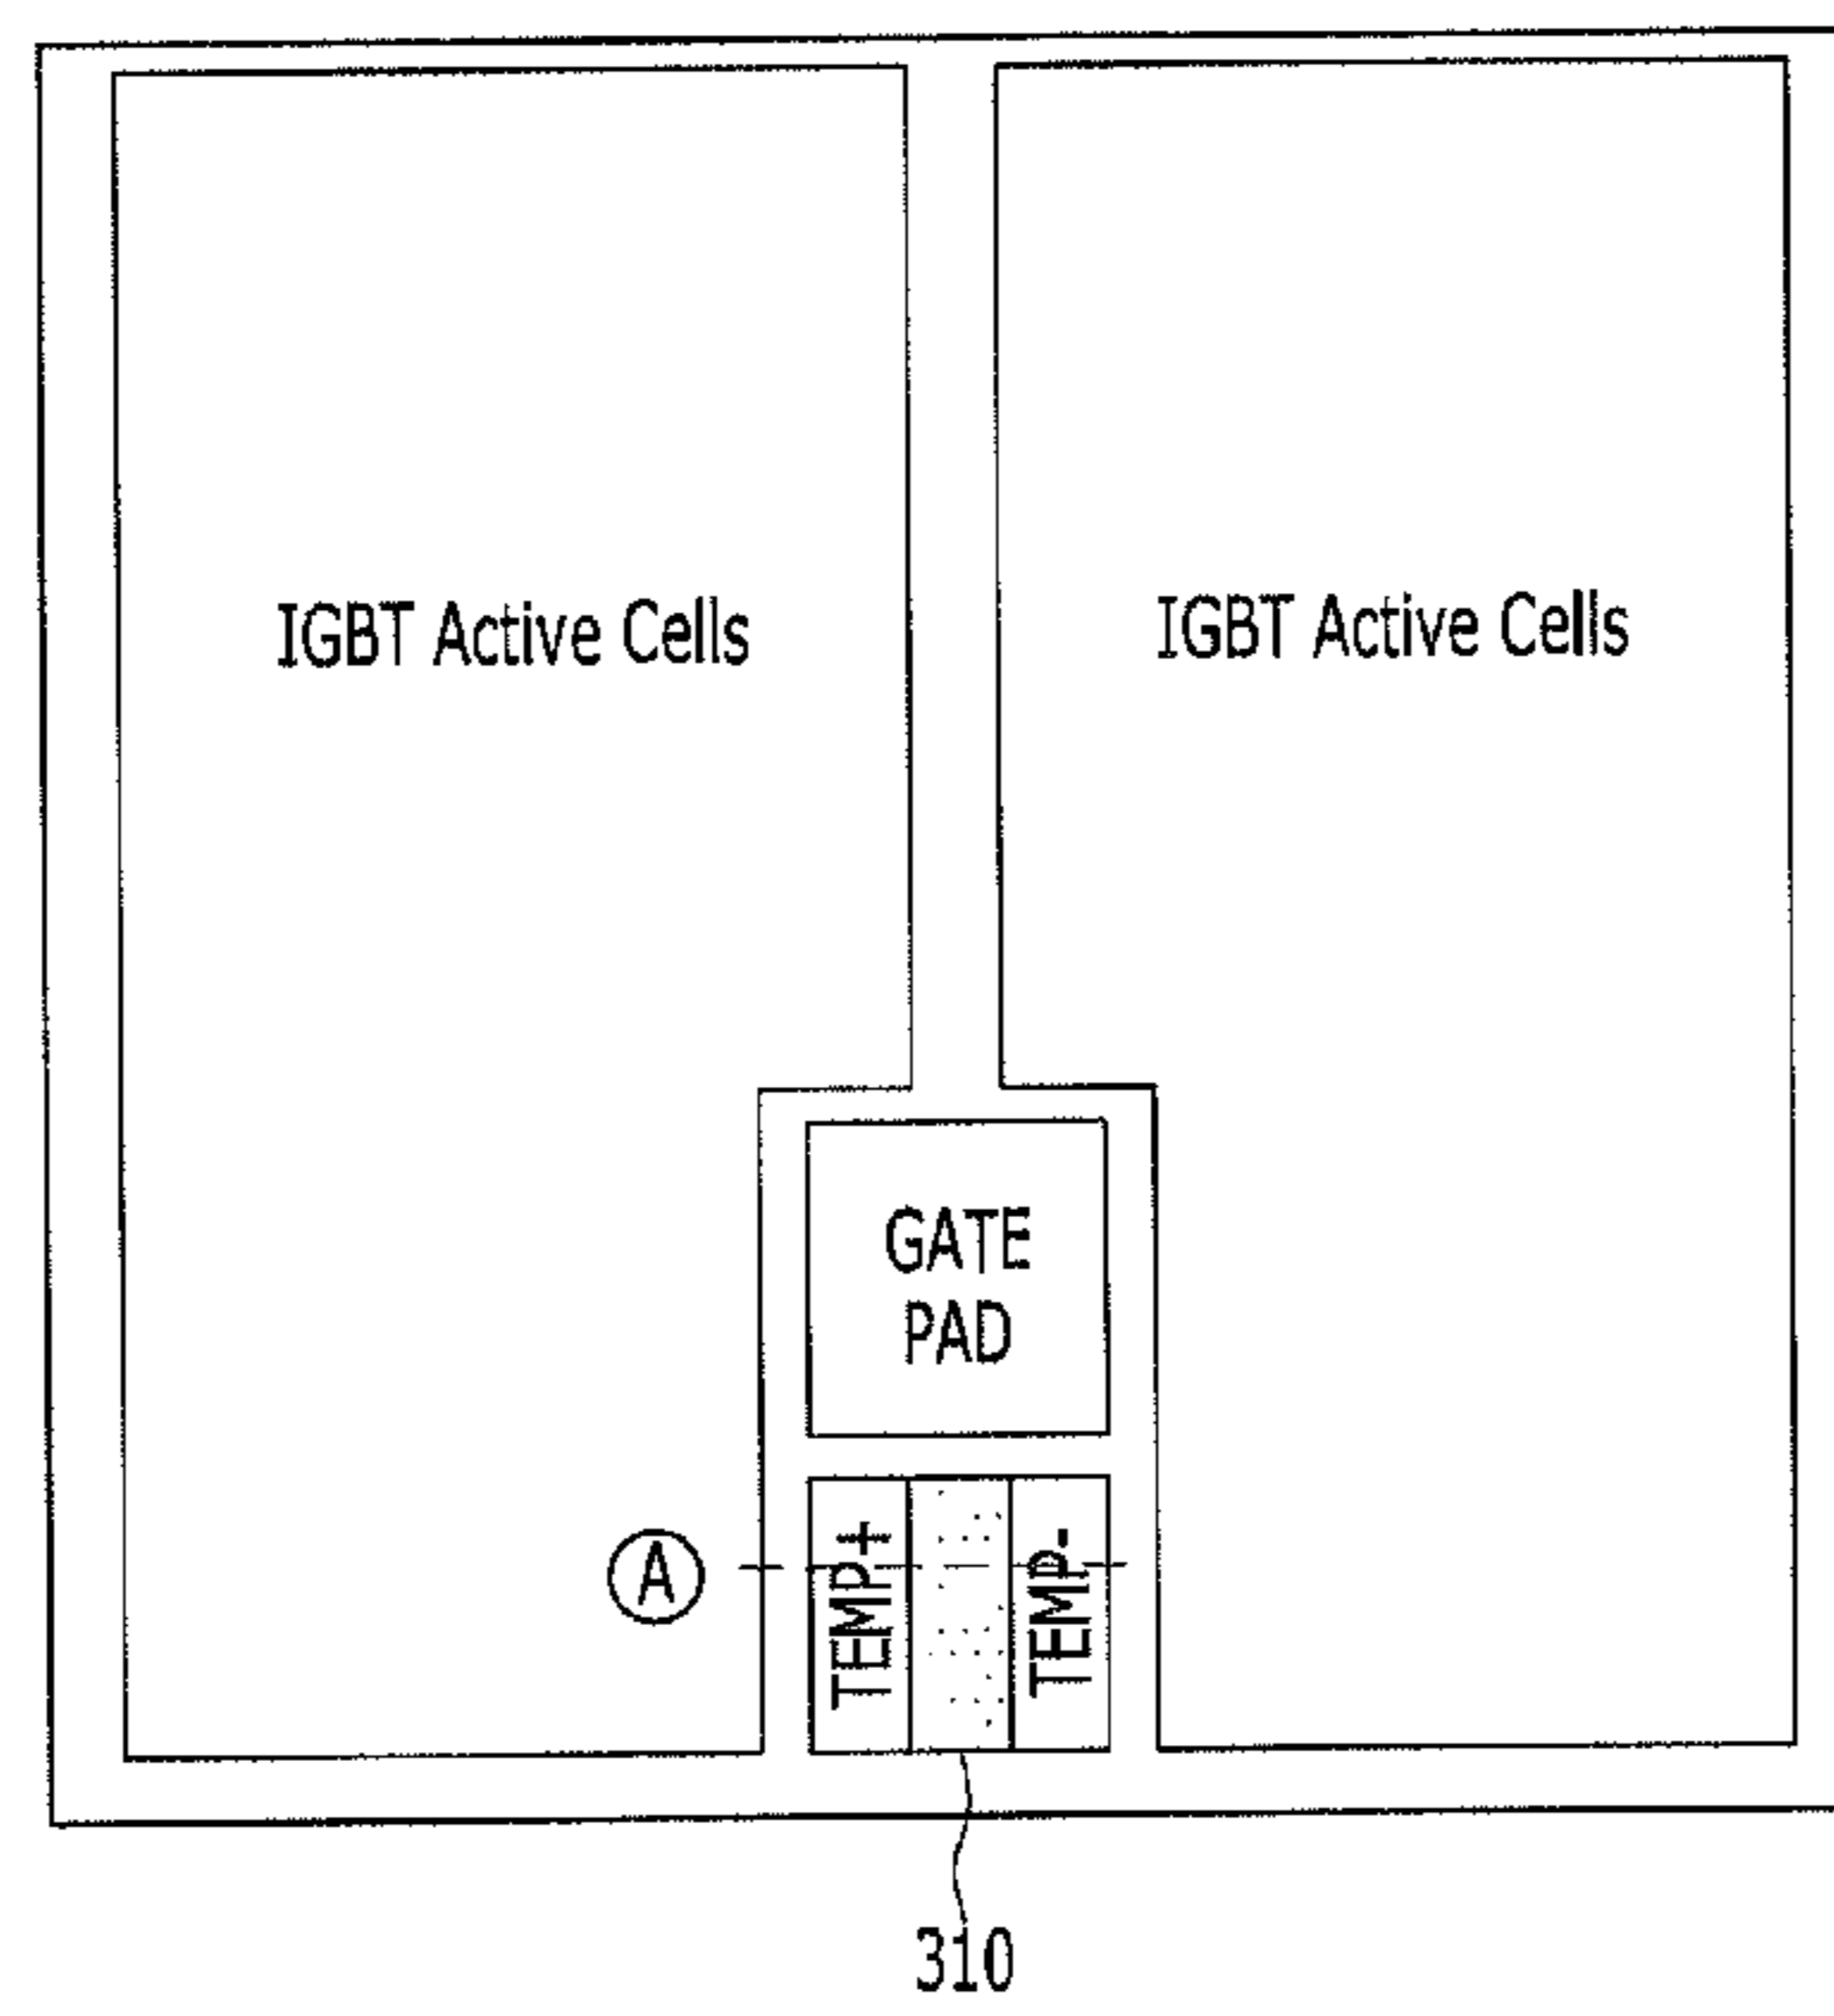 IGBT Active Cells
IGBT Active Cells
GATE
PAD
A
TEMP+
TEMP-
310